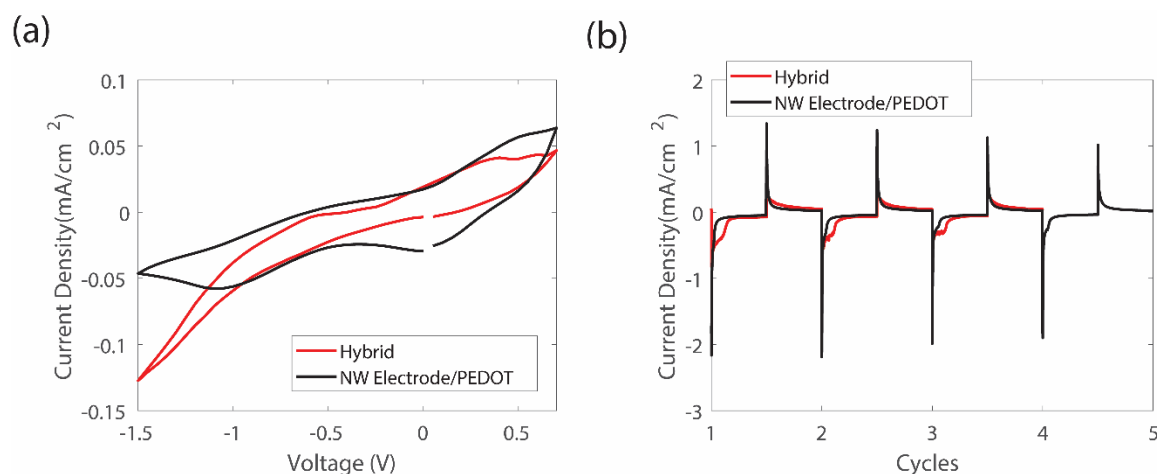 (a)
0.1
0.05
0
-0.05
-0.1
-0.15
Current Density(mA/cm 2)
Hybrid
NW Electrode/PEDOT
-1.5 -1 -0.5 0 0.5
Voltage (V)
(b)
Hybrid
NW Electrode/PEDOT
2
1
0
-1
-2
-3
Current Density(mA/cm 2)
1 2 3 4 5
Cycles